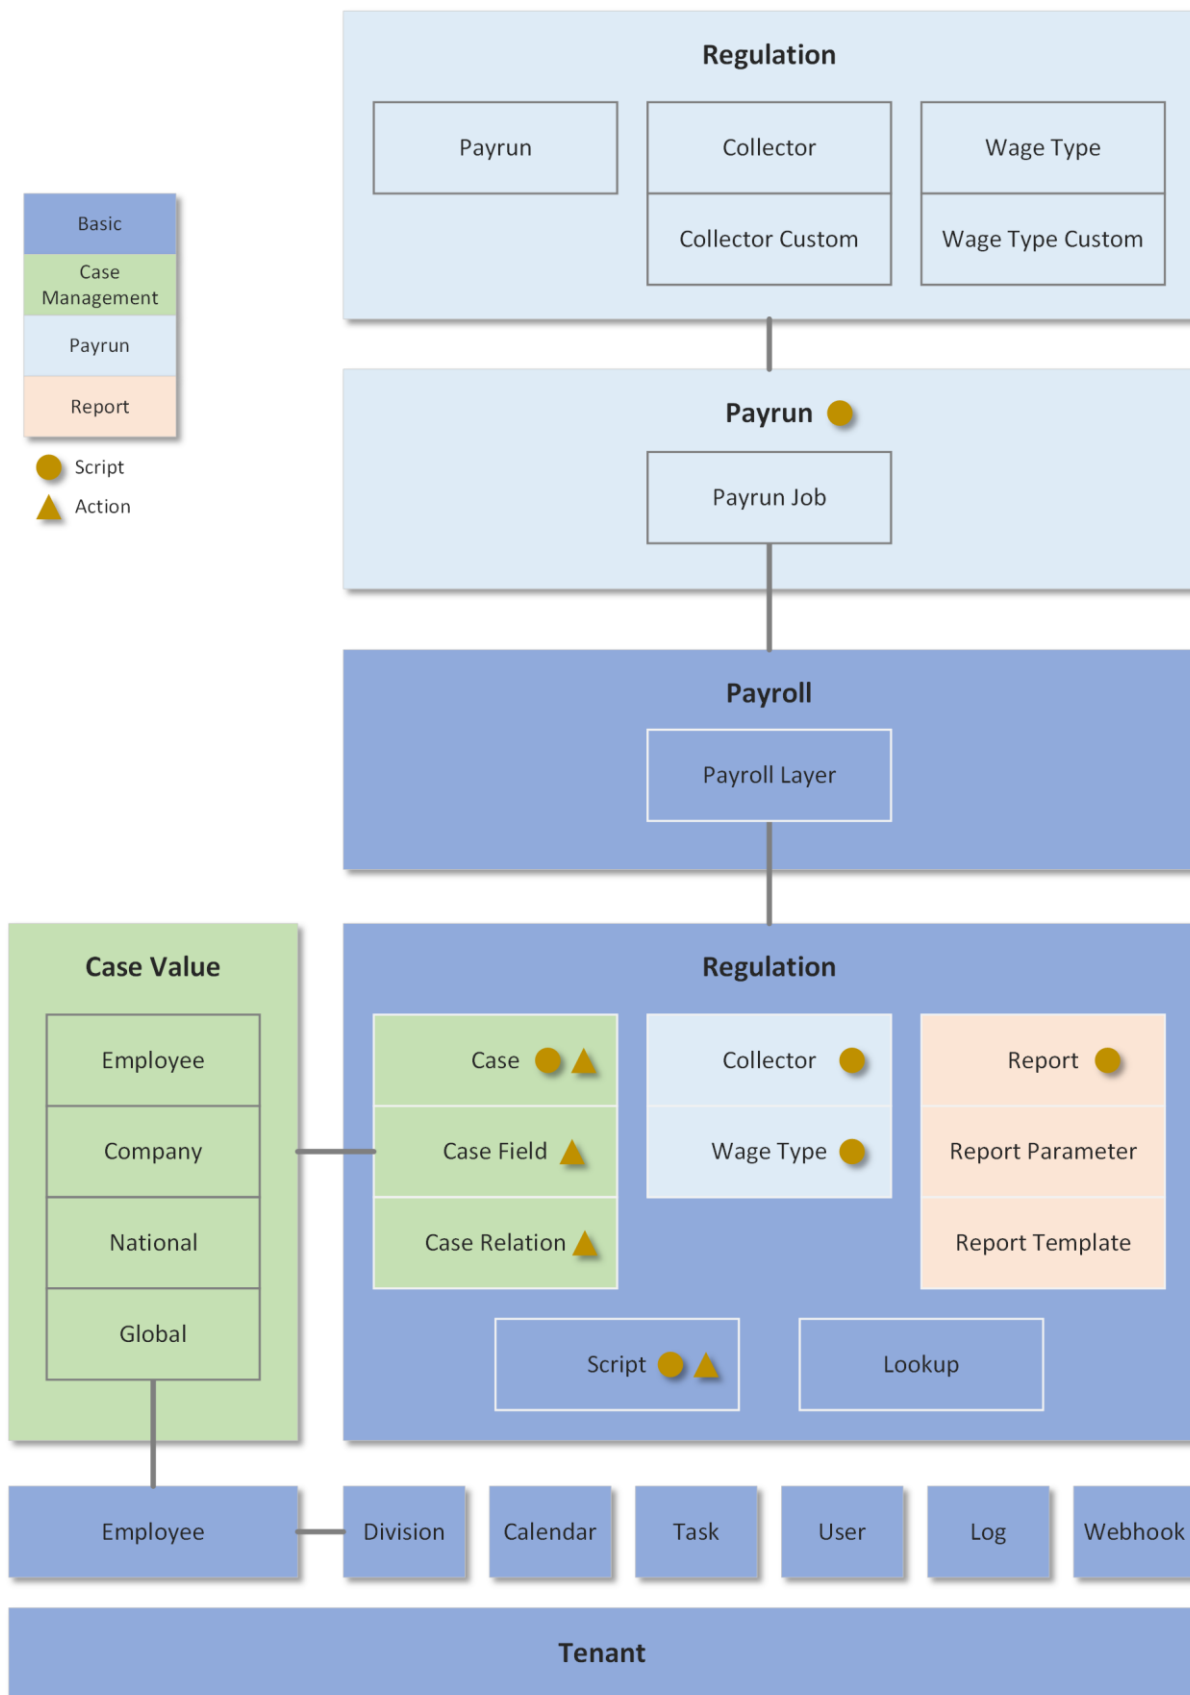 Regulation
Payrun
Collector
Wage Type
Collector Custom
Wage Type Custom
Basic
Case
Management
Payrun
Report
Script
Action
Payrun
Payrun Job
Payroll
Payroll Layer
Case Value
Employee
Company
National
Global
Regulation
Case
Collector
Report
Case Field
Wage Type
Report Parameter
Case Relation
Report Template
Script
Lookup
Employee
Division
Calendar
Task
User
Log
Webhook
Tenant